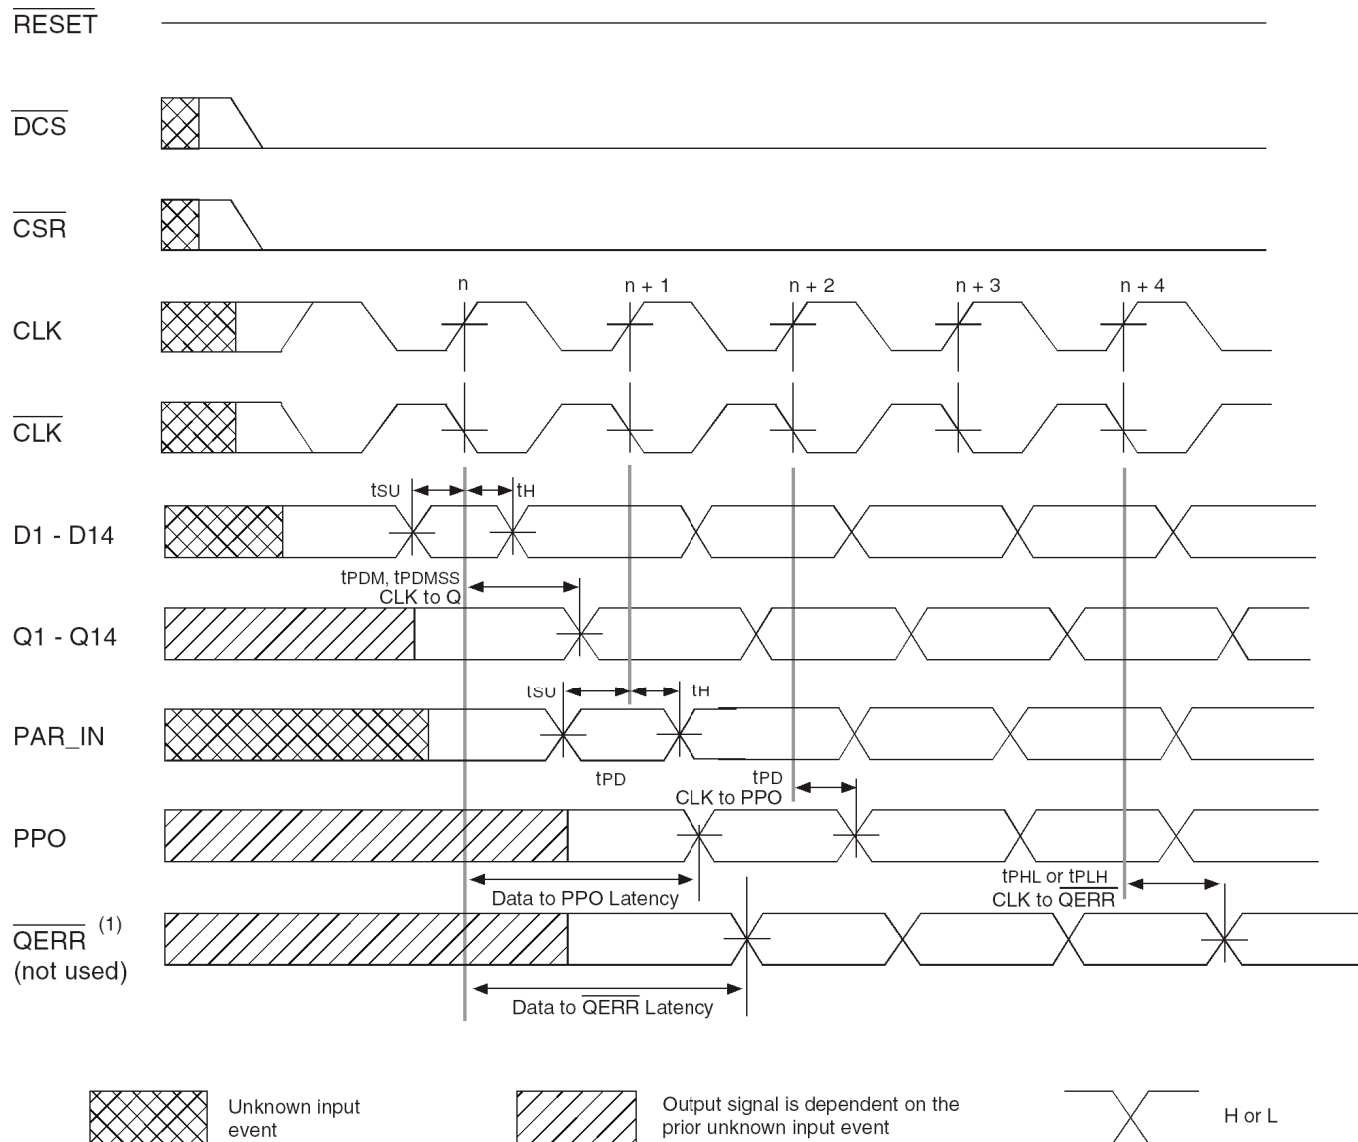 RESET
DCS
CSR
n
n + 1
n + 2
n + 3
n + 4
CLK
CLK
tSU
tH
D1 - D14
tPDM, tPDMSS
CLK to Q
Q1 - Q14
tSU
tH
PAR_IN
tPD
tPD
CLK to PPO
PPO
Data to PPO Latency
tPHL or tPLH
CLK to QERR
QERR (1)
(not used)
Data to QERR Latency
Unknown input
event
Output signal is dependent on the
prior unknown input event
H or L